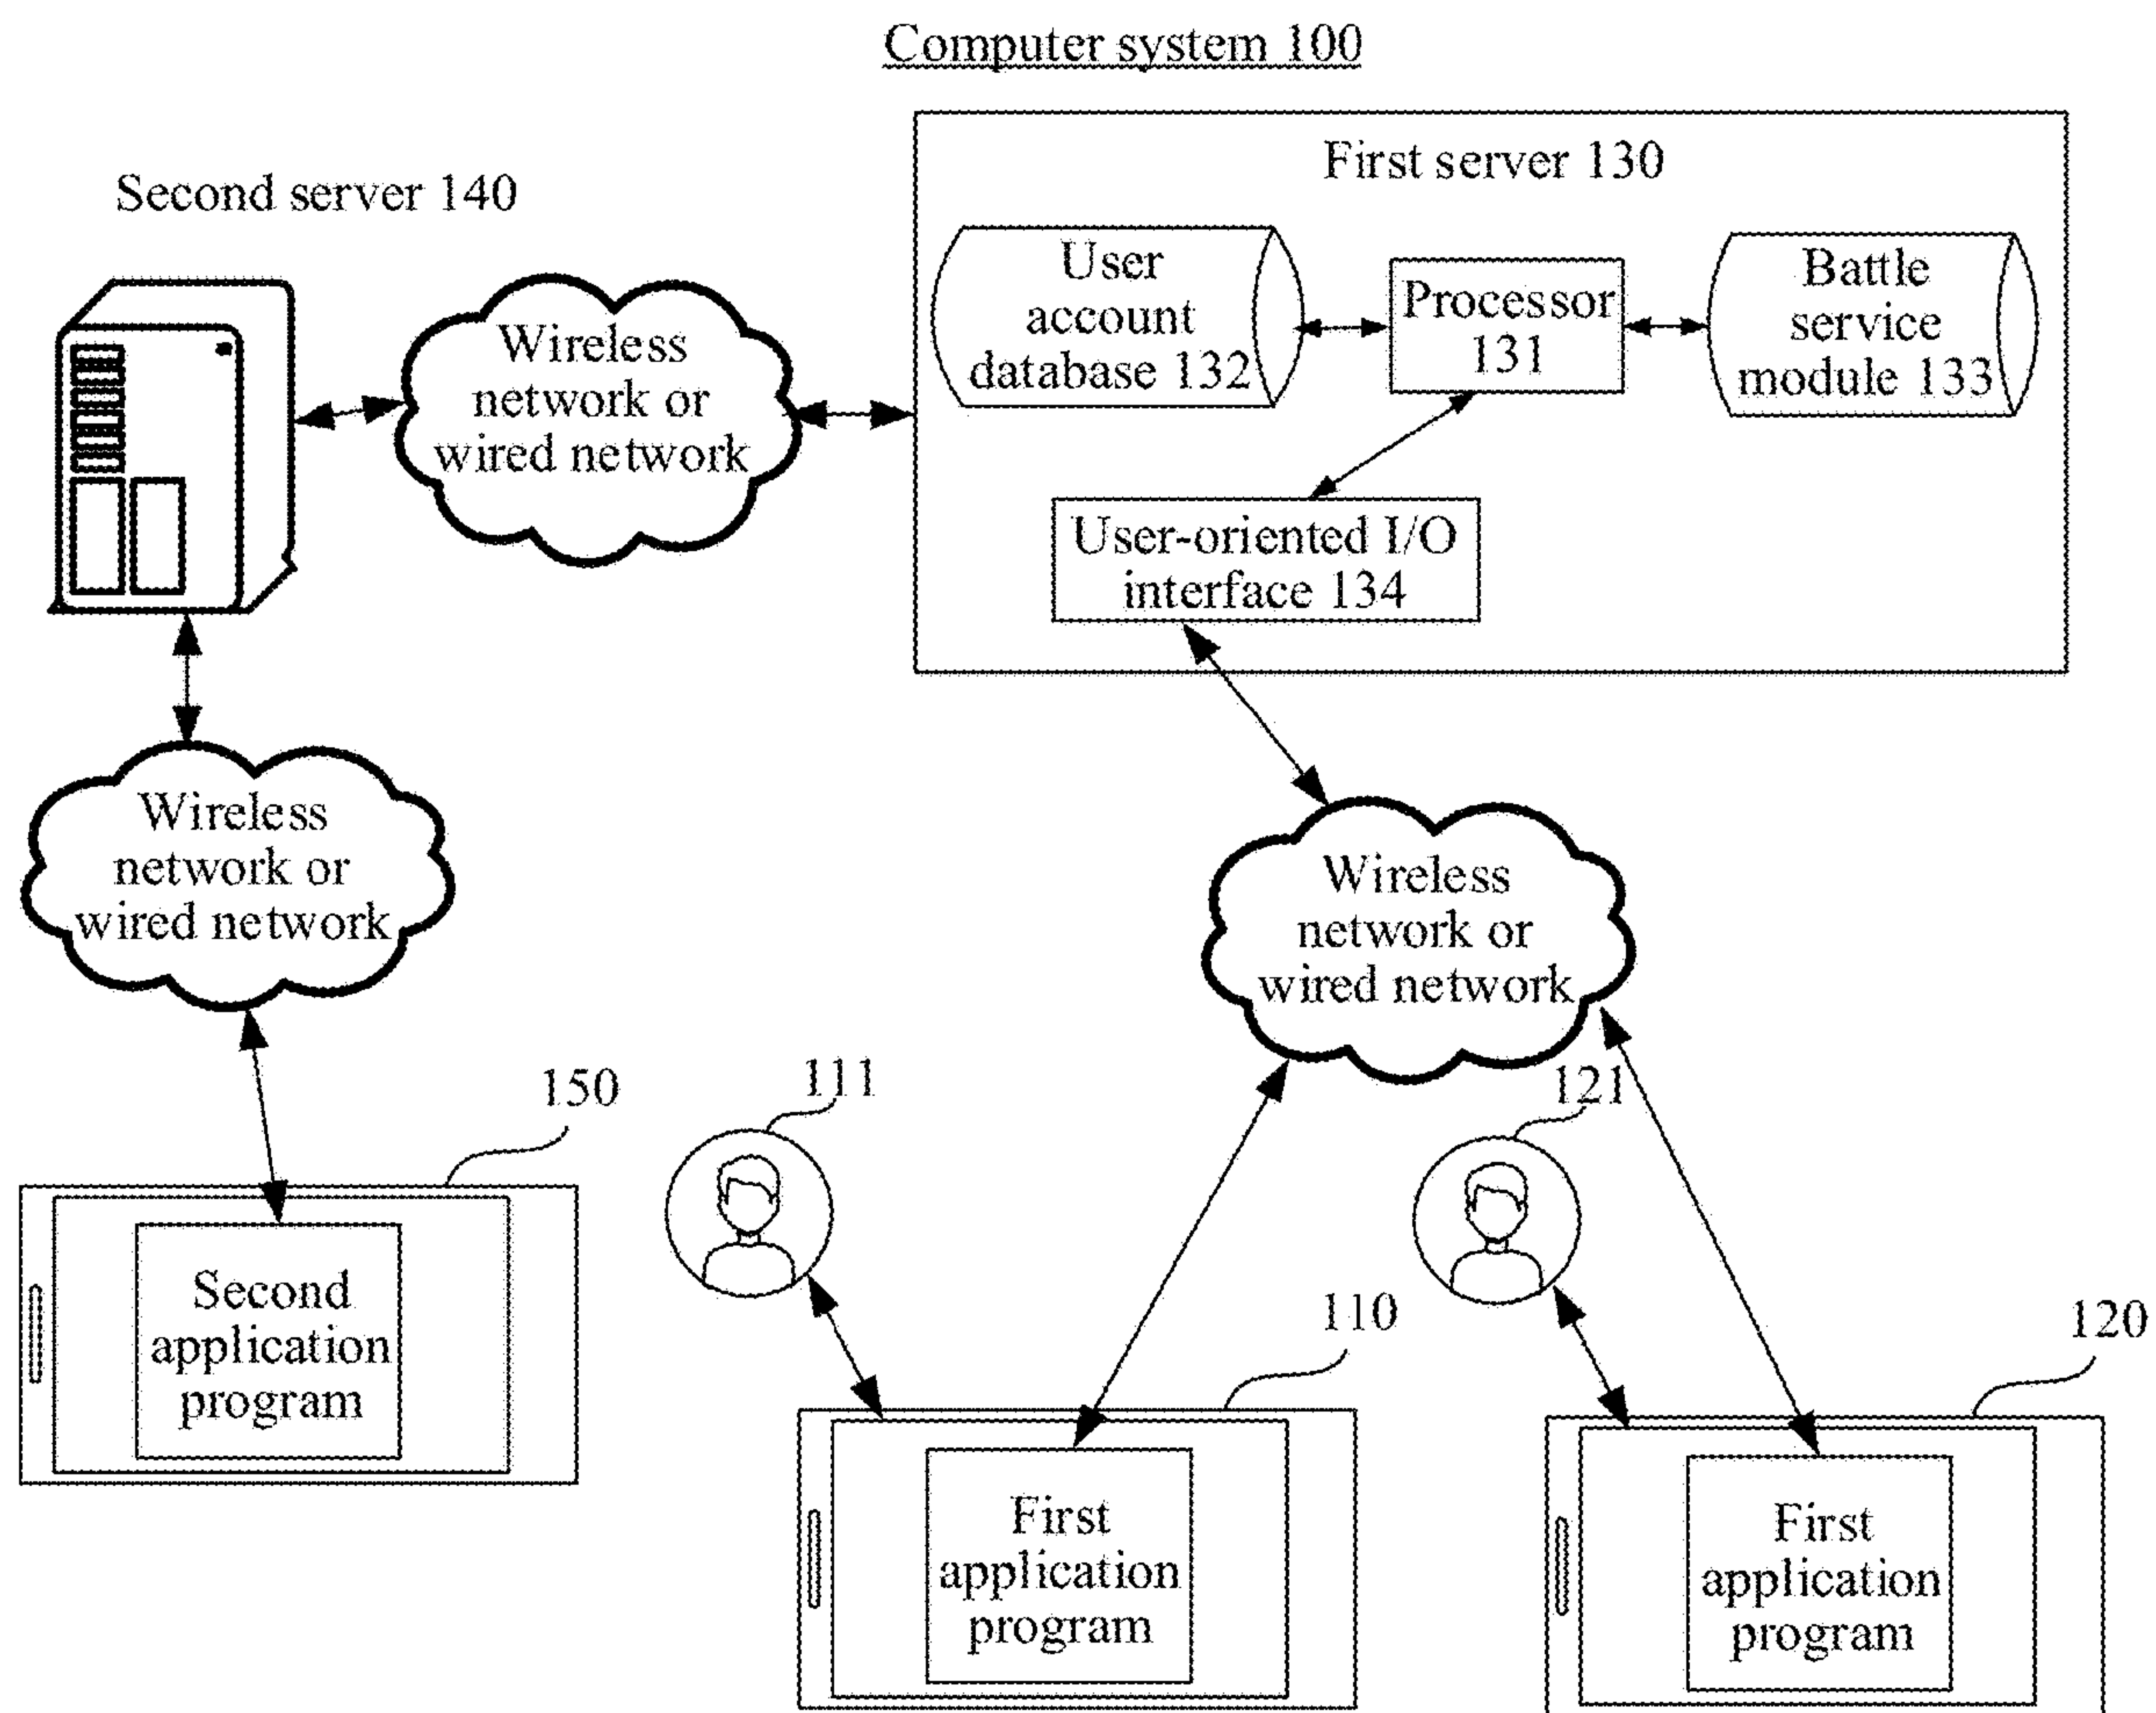 Computer system 100
First server 130
Second server 140
User
account
database 132
Processor
131
Battle
service
module 133
Wireless
network or
wired network
User-oriented I/O
interface 134
Wireless
network or
wired network
Wireless
network or
wired network
150
111
121
110
120
Second
application
program
First
application
program
First
application
program